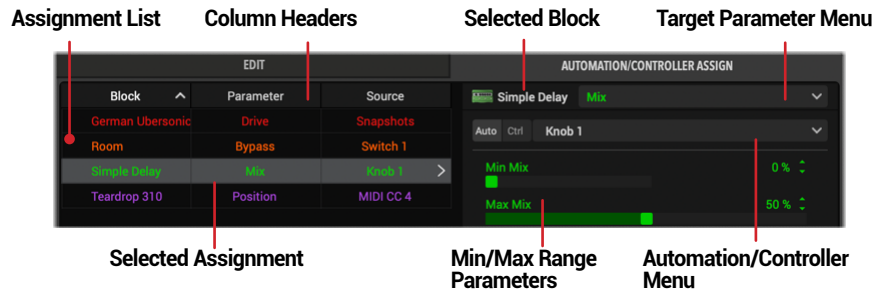 Assignment List
Column Headers
Selected Block
Target Parameter Menu
EDIT
AUTOMATION/CONTROLLER ASSIGN
Block
Parameter
Source
German Ubersonic
Drive
Snapshots
Room
Bypass
Switch 1
Simple Delay
Mix
Knob 1
Teardrop 310
Position
MIDI CC 4
Simple Delay
Mix
Auto
Ctrl
Knob 1
Min Mix
0 %
Max Mix
50 %
Selected Assignment
Min/Max Range
Parameters
Automation/Controller
Menu